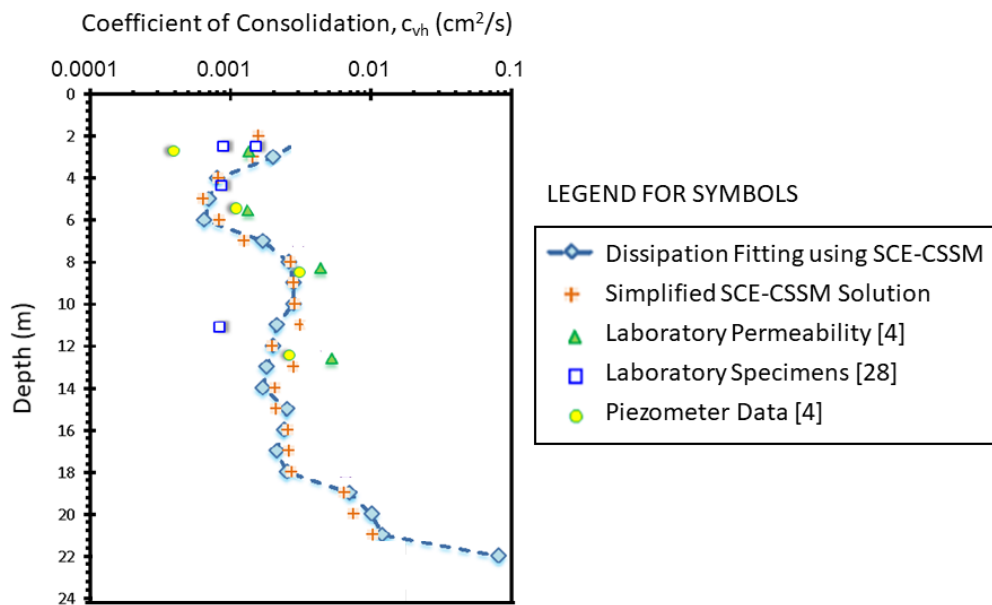 Coefficient of Consolidation, cvh (cm²/s)
0.0001 0.001 0.01 0.1
0
2
4
6
8
10
12
14
16
18
20
22
24
Depth (m)
LEGEND FOR SYMBOLS
Dissipation Fitting using SCE-CSSM
Simplified SCE-CSSM Solution
Laboratory Permeability [4]
Laboratory Specimens [28]
Piezometer Data [4]